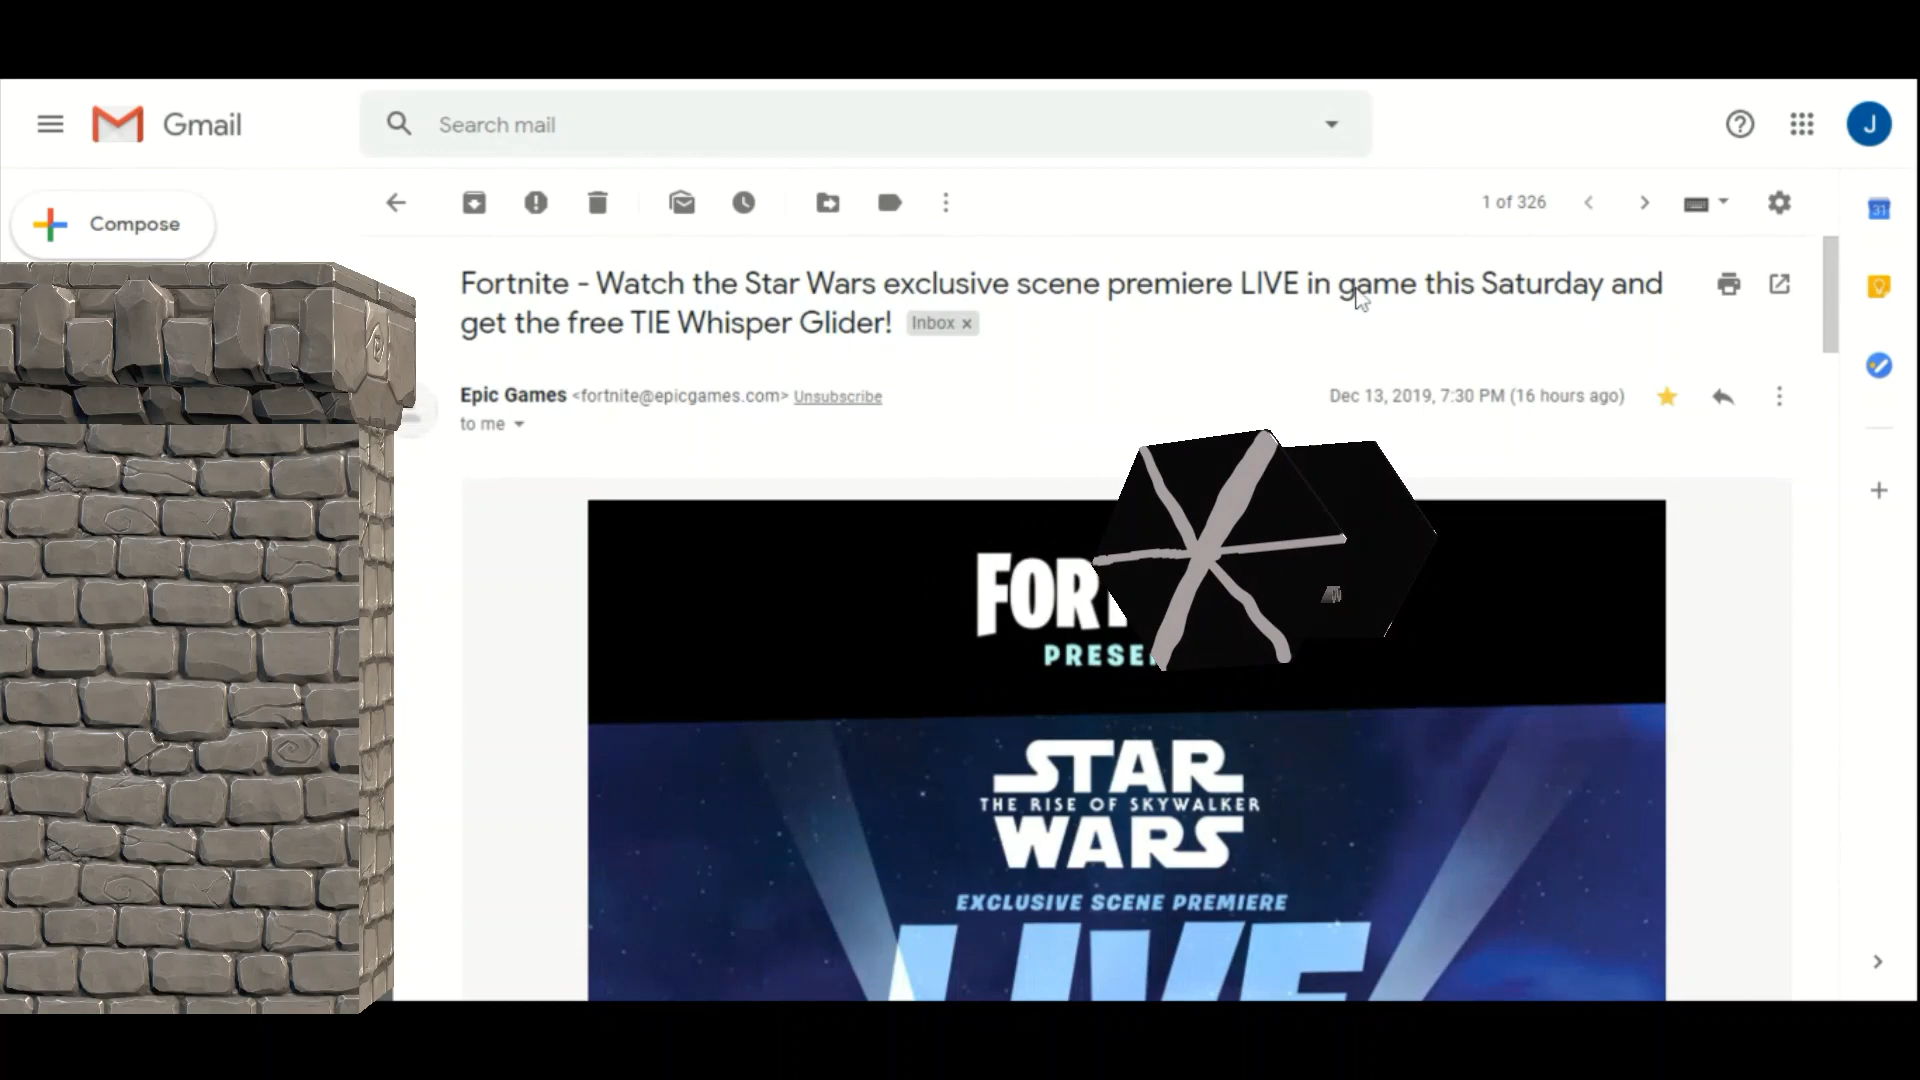 Gmail
Search mail
Compose
1 of 326
Fortnite - Watch the Star Wars exclusive scene premiere LIVE in game this Saturday and
get the free TIE Whisper Glider! Inbox ×
Epic Games <fortnite@epicgames.com> Unsubscribe
Dec 13, 2019, 7:30 PM (16 hours ago)
to me
J
31
STAR
THE RISE OF SKYWALKER
WARS
EXCLUSIVE SCENE PREMIERE
LIVE